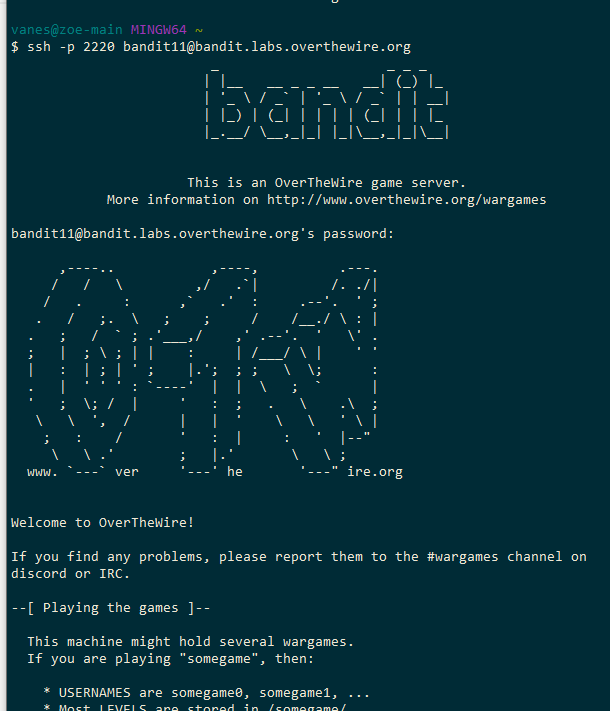 vanes@zoe-main MINGW64 ~
$ ssh -p 2220 bandit11@bandit.labs.overthewire.org
bandit
This is an OverTheWire game server.
More information on http://www.overthewire.org/wargames
bandit11@bandit.labs.overthewire.org's password:
www. ver he ire.org
Welcome to OverTheWire!
If you find any problems, please report them to the #wargames channel on
discord or IRC.
--[ Playing the games ]--
This machine might hold several wargames.
If you are playing "somegame", then:
* USERNAMES are somegame0, somegame1, ...
* Most LEVELS are stored in /somegame/